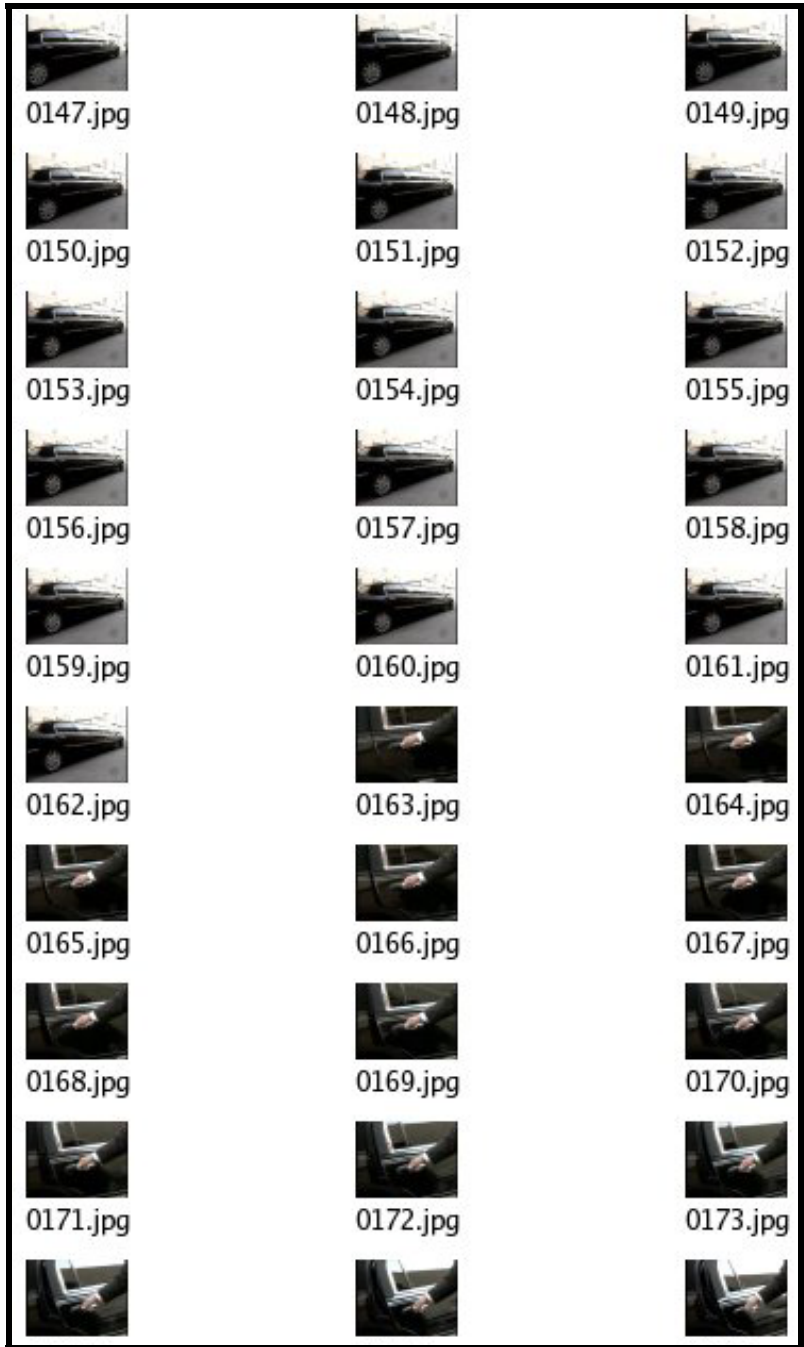 0147.jpg 0148.jpg 0149.jpg
0150.jpg 0151.jpg 0152.jpg
0153.jpg 0154.jpg 0155.jpg
0156.jpg 0157.jpg 0158.jpg
0159.jpg 0160.jpg 0161.jpg
0162.jpg 0163.jpg 0164.jpg
0165.jpg 0166.jpg 0167.jpg
0168.jpg 0169.jpg 0170.jpg
0171.jpg 0172.jpg 0173.jpg